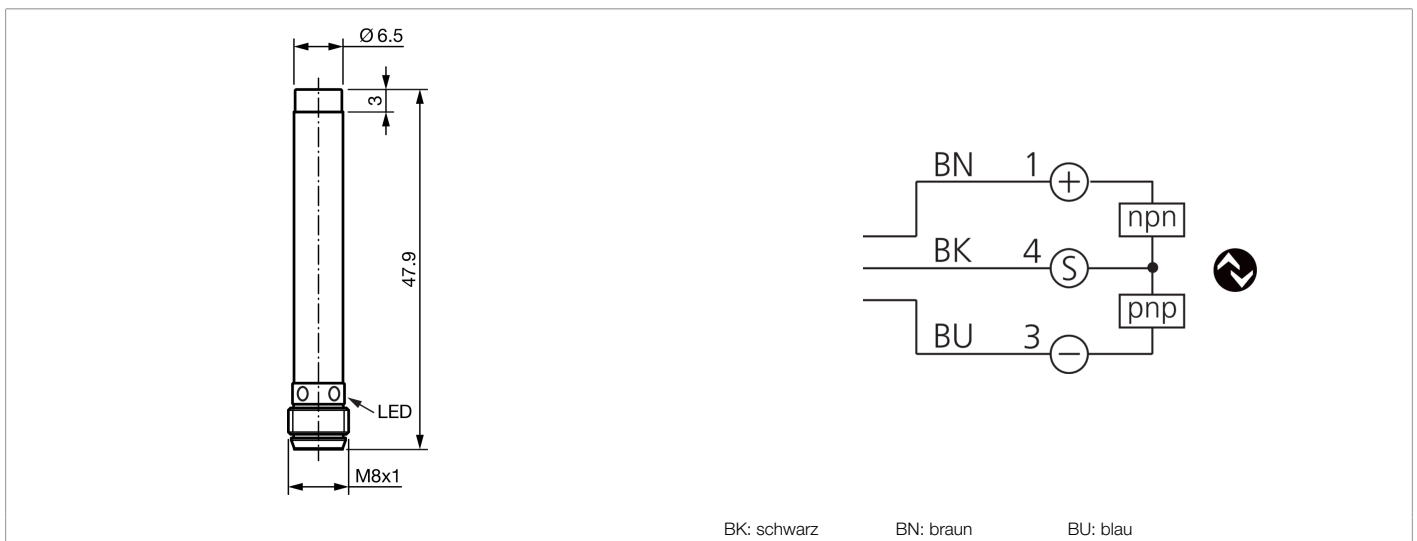 Ø 6.5
3
47.9
LED
M8x1
BN 1 +
npn
BK 4 S
pnp
BU 3 −
BK: schwarz BN: braun BU: blau